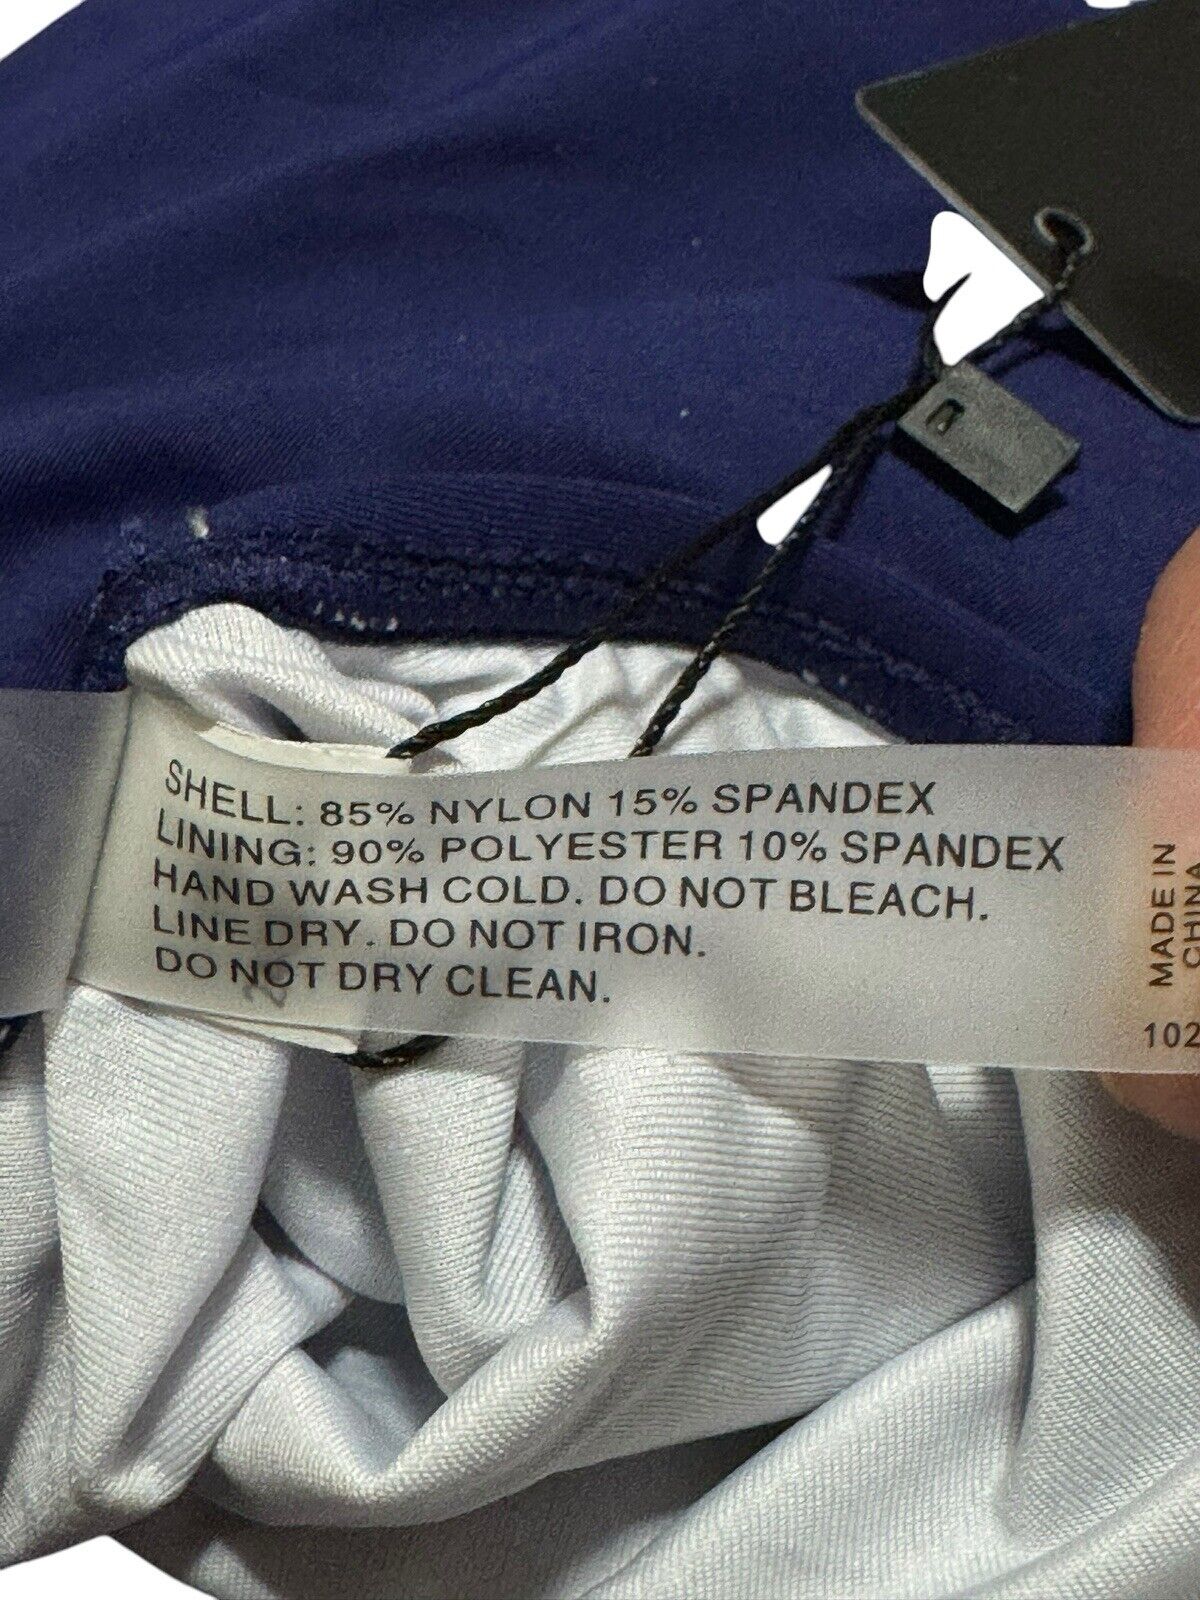 SHELL: 85% NYLON 15% SPANDEX
LINING: 90% POLYESTER 10% SPANDEX
HAND WASH COLD. DO NOT BLEACH.
LINE DRY. DO NOT IRON.
DO NOT DRY CLEAN.
MADE IN
CHINA
102